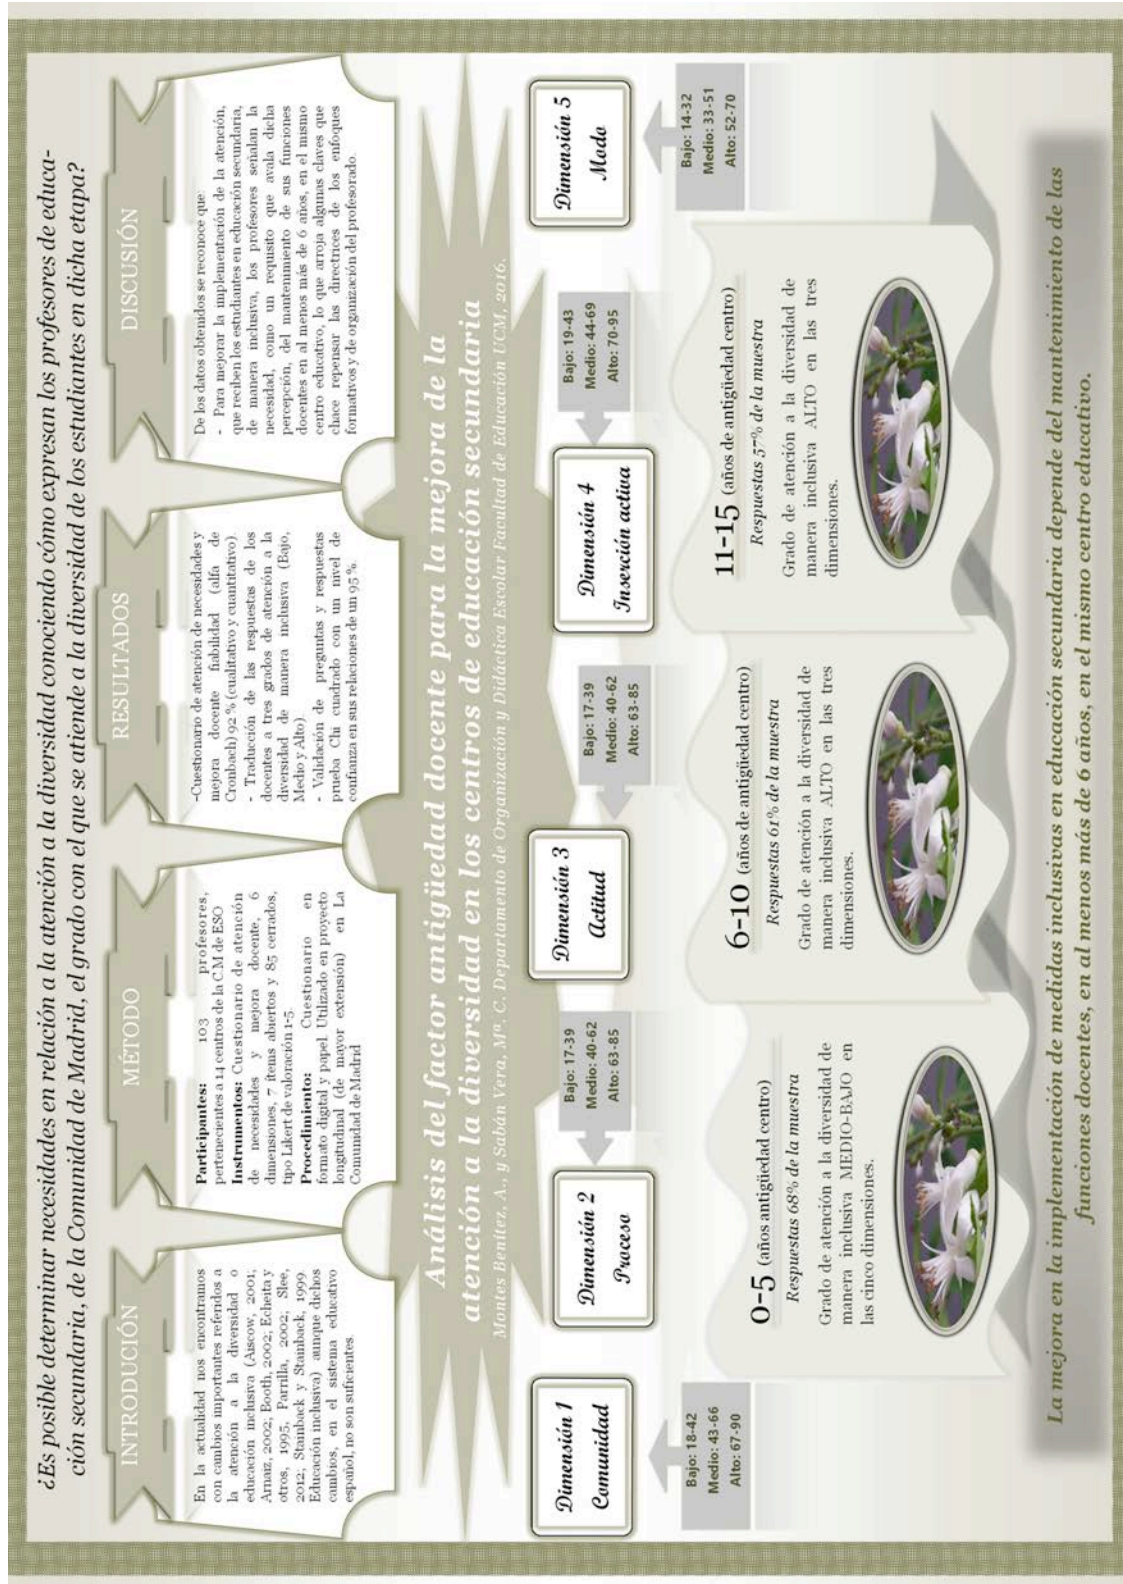 ¿Es posible determinar necesidades en relación a la atención a la diversidad conociendo cómo expresan los profesores de educa-
ción secundaria, de la Comunidad de Madrid, el grado con el que se atiende a la diversidad de los estudiantes en dicha etapa?
INTRODUCCIÓN
En la actualidad nos encontramos
con cambios importantes referidos a
la atención a la diversidad o
educación inclusiva (Aiscow, 2001;
Arnaiz, 2002; Booth, 2002; Echeita y
otros, 1995, Parrilla, 2002; Slee,
2012; Stainback y Stainback, 1999.
Educación inclusiva) aunque dichos
cambios, en el sistema educativo
español, no son suficientes.
MÉTODO
Participantes: 103 profesores,
pertenecientes a 14 centros de la CM de ESO
Instrumentos: Cuestionario de atención
de necesidades y mejora docente, 6
dimensiones, 7 ítems abiertos y 85 cerrados,
tipo Likert de valoración 1-5.
Procedimiento: Cuestionario en
formato digital y papel. Utilizado en proyecto
longitudinal (de mayor extensión) en La
Comunidad de Madrid
RESULTADOS
-Cuestionario de atención de necesidades y
mejora docente fiabilidad (alfa de
Cronbach) 92 % (cualitativo y cuantitativo).
- Traducción de las respuestas de los
docentes a tres grados de atención a la
diversidad de manera inclusiva (Bajo,
Medio y Alto).
- Validación de preguntas y respuestas
prueba Chi cuadrado con un nivel de
confianza en sus relaciones de un 95 %.
DISCUSIÓN
De los datos obtenidos se reconoce que:
- Para mejorar la implementación de la atención,
que reciben los estudiantes en educación secundaria,
de manera inclusiva, los profesores señalan la
necesidad, como un requisito que avala dicha
percepción, del mantenimiento de sus funciones
docentes en al menos más de 6 años, en el mismo
centro educativo, lo que arroja algunas claves que
chace repensar las directrices de los enfoques
formativos y de organización del profesorado.
Análisis del factor antigüedad docente para la mejora de la
atención a la diversidad en los centros de educación secundaria
Montes Benítez, A., y Sabán Vera, Mª. C. Departamento de Organización y Didáctica Escolar Facultad de Educación UCM, 2016.
Dimensión 1
Comunidad
Bajo: 18-42
Medio: 43-66
Alto: 67-90
Dimensión 2
Proceso
Bajo: 17-39
Medio: 40-62
Alto: 63-85
Dimensión 3
Actitud
Bajo: 17-39
Medio: 40-62
Alto: 63-85
Dimensión 4
Inserción activa
Bajo: 19-43
Medio: 44-69
Alto: 70-95
Dimensión 5
Modo
Bajo: 14-32
Medio: 33-51
Alto: 52-70
0-5 (años antigüedad centro)
Respuestas 68% de la muestra
Grado de atención a la diversidad de
manera inclusiva MEDIO-BAJO en
las cinco dimensiones.
6-10 (años de antigüedad centro)
Respuestas 61% de la muestra
Grado de atención a la diversidad de
manera inclusiva ALTO en las tres
dimensiones.
11-15 (años de antigüedad centro)
Respuestas 57% de la muestra
Grado de atención a la diversidad de
manera inclusiva ALTO en las tres
dimensiones.
La mejora en la implementación de medidas inclusivas en educación secundaria depende del mantenimiento de las
funciones docentes, en al menos más de 6 años, en el mismo centro educativo.